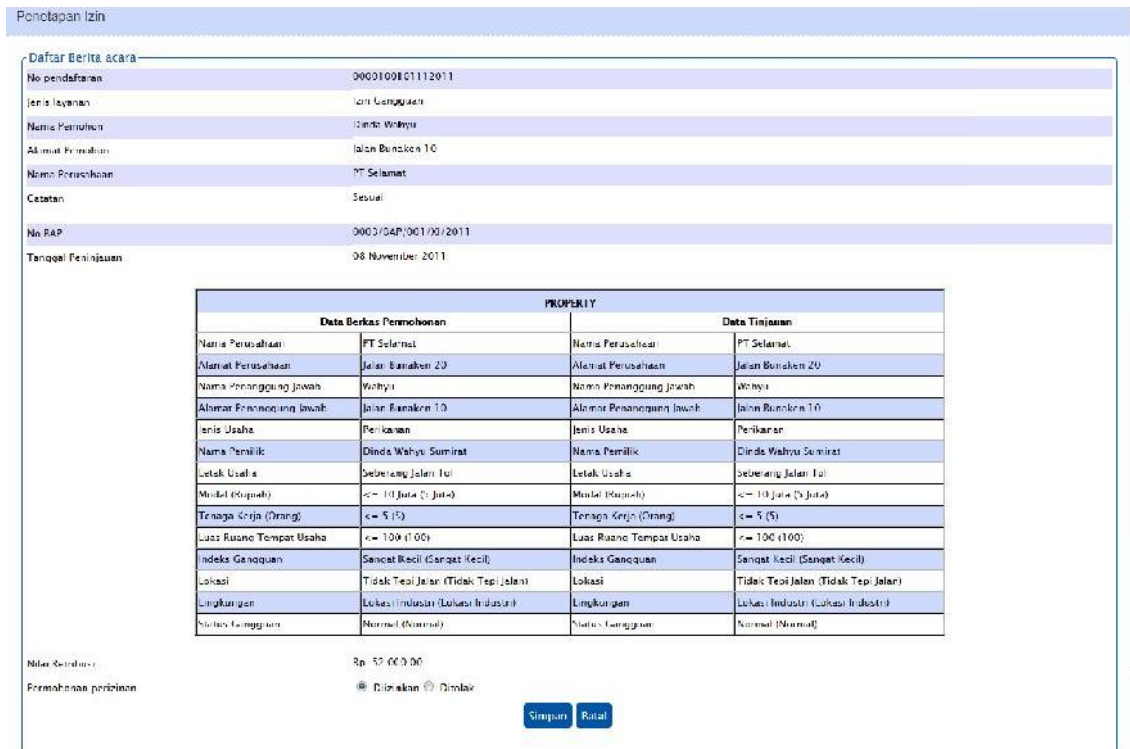 Penetapan Izin
Daftar Berita acara
No pendaftaran
Jenis layanan Izin Gangguan
Nama Pemohon Dinda Wahyu
Alamat Pemohon Jalan Bunaken 10
Nama Perusahaan PT Selamat
Catatan Sesuai
No BAP 0003/BAP/001/XI/2011
Tanggal Peninjauan 08 November 2011
PROPERTY
Data Berkas Permohonan Data Tinjauan
Nama Perusahaan PT Selamat Nama Perusahaan PT Selamat
Alamat Perusahaan Jalan Bunaken 20 Alamat Perusahaan Jalan Bunaken 20
Nama Penanggung Jawab Wahyu Nama Penanggung Jawab Wahyu
Alamat Penanggung Jawab Jalan Bunaken 10 Alamat Penanggung Jawab Jalan Bunaken 10
Jenis Usaha Perikanan Jenis Usaha Perikanan
Nama Pemilik Dinda Wahyu Sumirat Nama Pemilik Dinda Wahyu Sumirat
Letak Usaha Seberang Jalan Tol Letak Usaha Seberang Jalan Tol
Modal (Rupiah) <= 10 Juta (5 Juta) Modal (Rupiah) <= 10 Juta (5 Juta)
Tenaga Kerja (Orang) <= 5 (5) Tenaga Kerja (Orang) <= 5 (5)
Luas Ruang Tempat Usaha <= 100 (100) Luas Ruang Tempat Usaha <= 100 (100)
Indeks Gangguan Sangat Kecil (Sangat Kecil) Indeks Gangguan Sangat Kecil (Sangat Kecil)
Lokasi Tidak Tepi Jalan (Tidak Tepi Jalan) Lokasi Tidak Tepi Jalan (Tidak Tepi Jalan)
Lingkungan Lokasi Industri (Lokasi Industri) Lingkungan Lokasi Industri (Lokasi Industri)
Status Gangguan Normal (Normal) Status Gangguan Normal (Normal)
Nilai Retribusi Rp. 52.000,00
Permohonan perizinan Diizinkan Ditolak
Simpan Batal